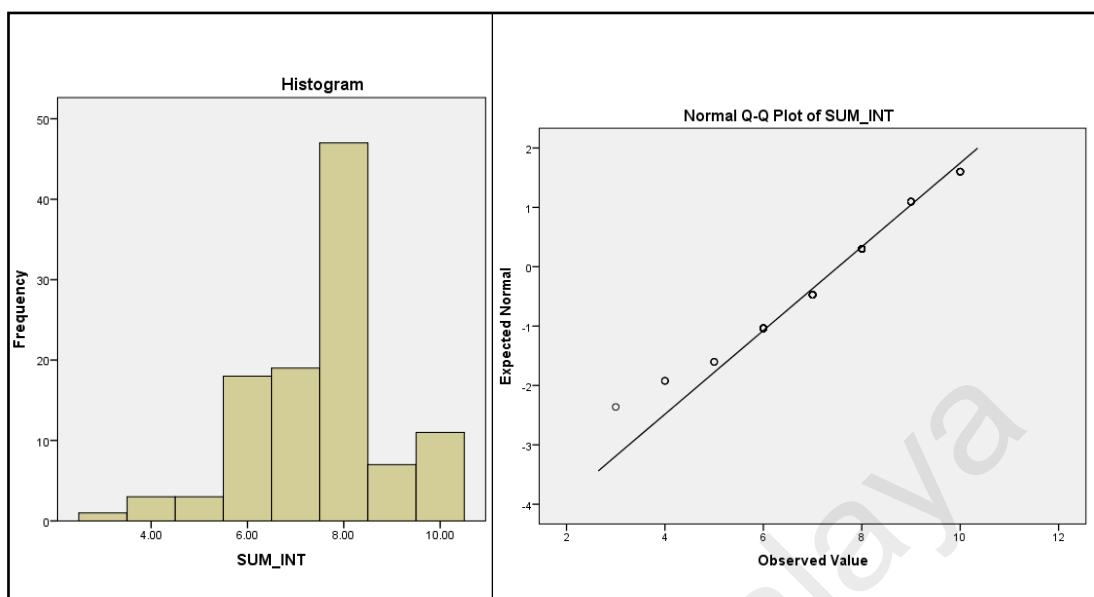 Histogram
50
40
30
20
10
0
Frequency
4.00 6.00 8.00 10.00
SUM_INT
Normal Q-Q Plot of SUM_INT
2
1
0
-1
-2
-3
-4
Expected Normal
2 4 6 8 10 12
Observed Value
alaya